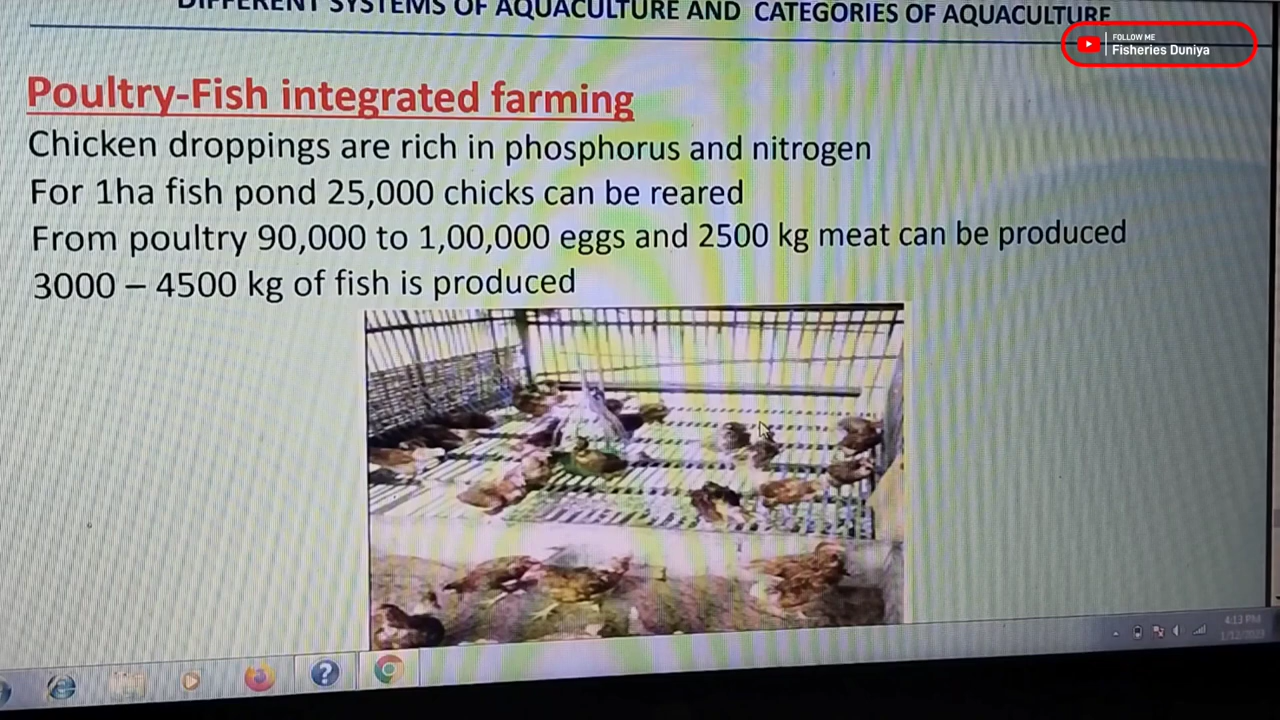 DIFFERENT SYSTEMS OF AQUACULTURE AND CATEGORIES OF AQUACULTURE
FOLLOW ME
Fisheries Duniya
Poultry-Fish integrated farming
Chicken droppings are rich in phosphorus and nitrogen
For 1ha fish pond 25,000 chicks can be reared
From poultry 90,000 to 1,00,000 eggs and 2500 kg meat can be produced
3000 – 4500 kg of fish is produced
4:13 PM